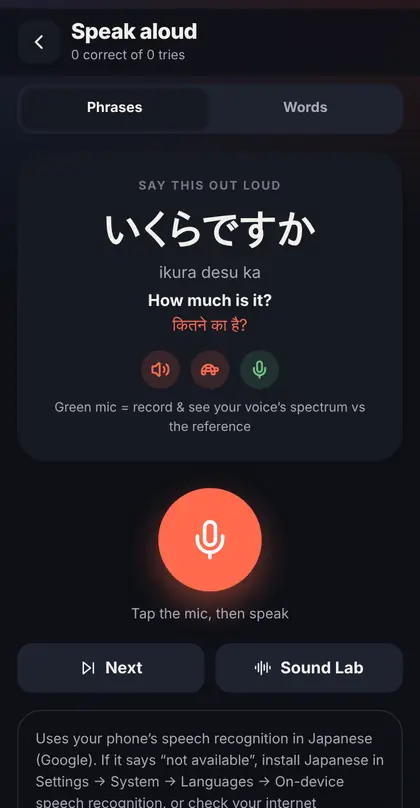 Speak aloud
0 correct of 0 tries
Phrases
Words
SAY THIS OUT LOUD
いくらですか
ikura desu ka
How much is it?
कितने का है?
Green mic = record & see your voice's spectrum vs
the reference
Tap the mic, then speak
Next
Sound Lab
Uses your phone's speech recognition in Japanese
(Google). If it says “not available”, install Japanese in
Settings → System → Languages → On-device
speech recognition, or check your internet